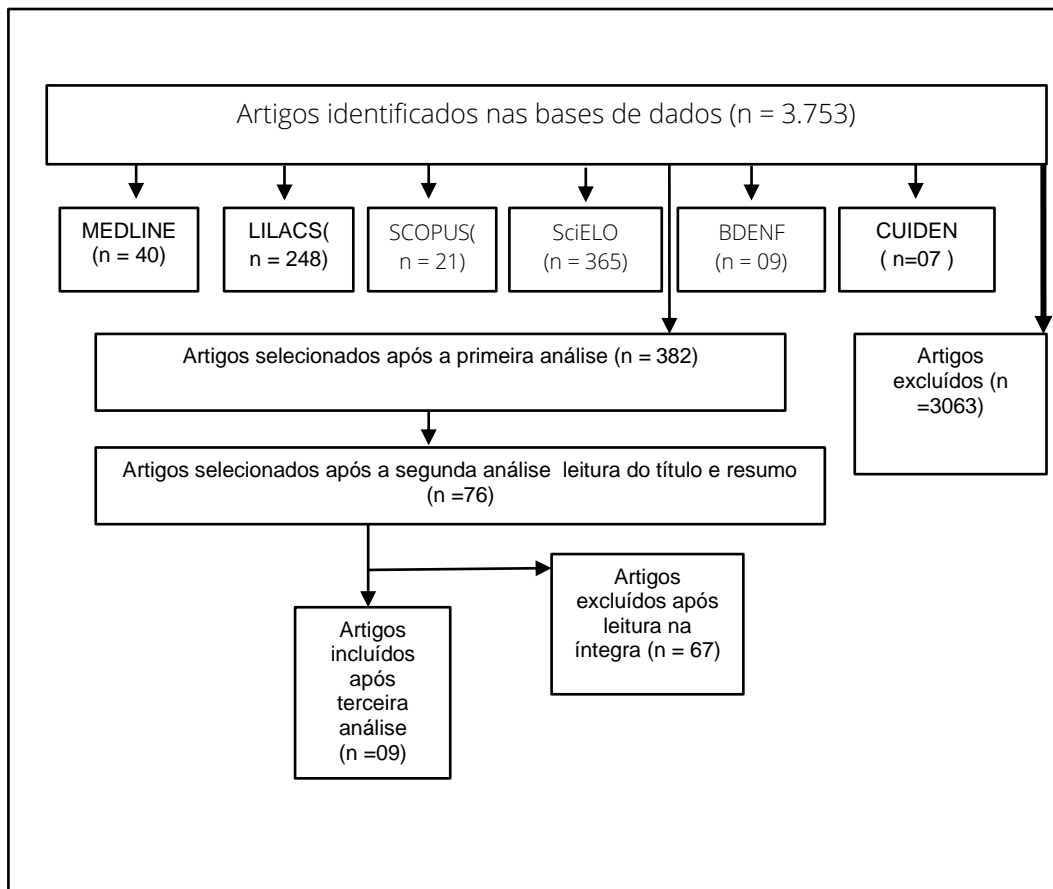 Artigos identificados nas bases de dados (n = 3.753)
MEDLINE
(n = 40)
LILACS(
n = 248)
SCOPUS(
n = 21)
SciELO
(n = 365)
BDENF
(n = 09)
CUIDEN
( n=07 )
Artigos selecionados após a primeira análise (n = 382)
Artigos
excluídos (n
=3063)
Artigos selecionados após a segunda análise leitura do título e resumo
(n =76)
Artigos
excluídos após
leitura na
íntegra (n = 67)
Artigos
incluídos
após
terceira
análise
(n =09)